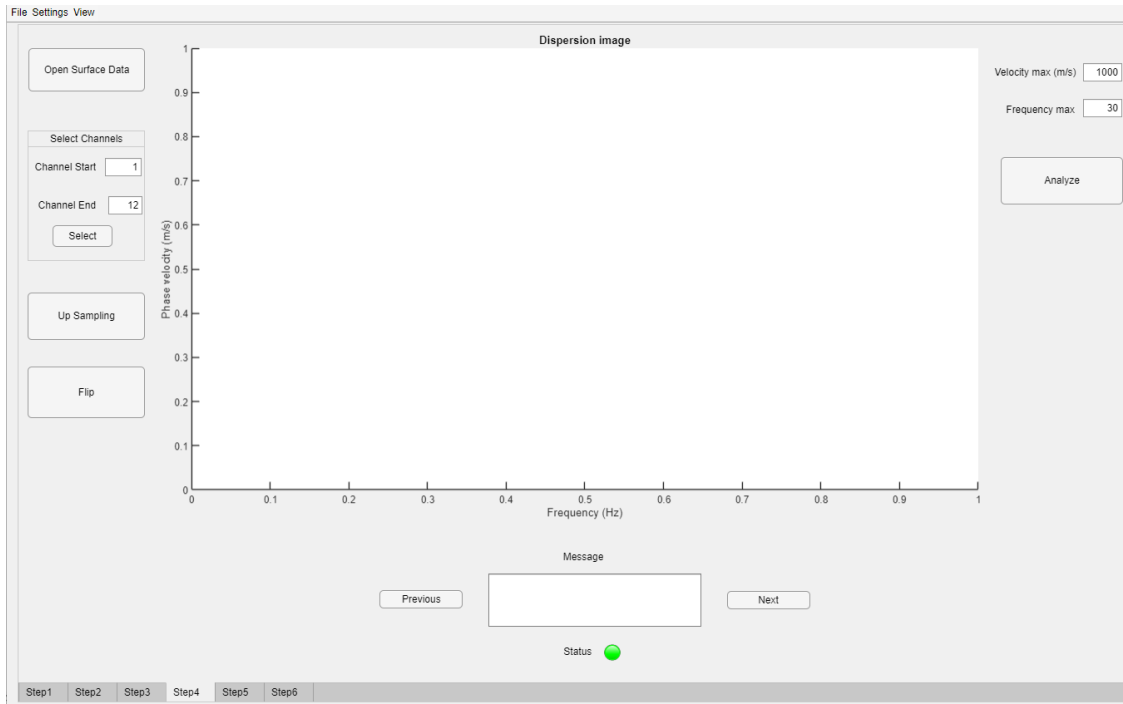 File Settings View
Open Surface Data
Select Channels
Channel Start 1
Channel End 12
Select
Up Sampling
Flip
Dispersion image
Phase velocity (m/s)
1
0.9
0.8
0.7
0.6
0.5
0.4
0.3
0.2
0.1
0
0 0.1 0.2 0.3 0.4 0.5 0.6 0.7 0.8 0.9 1
Frequency (Hz)
Velocity max (m/s) 1000
Frequency max 30
Analyze
Message
Previous
Next
Status
Step1 Step2 Step3 Step4 Step5 Step6